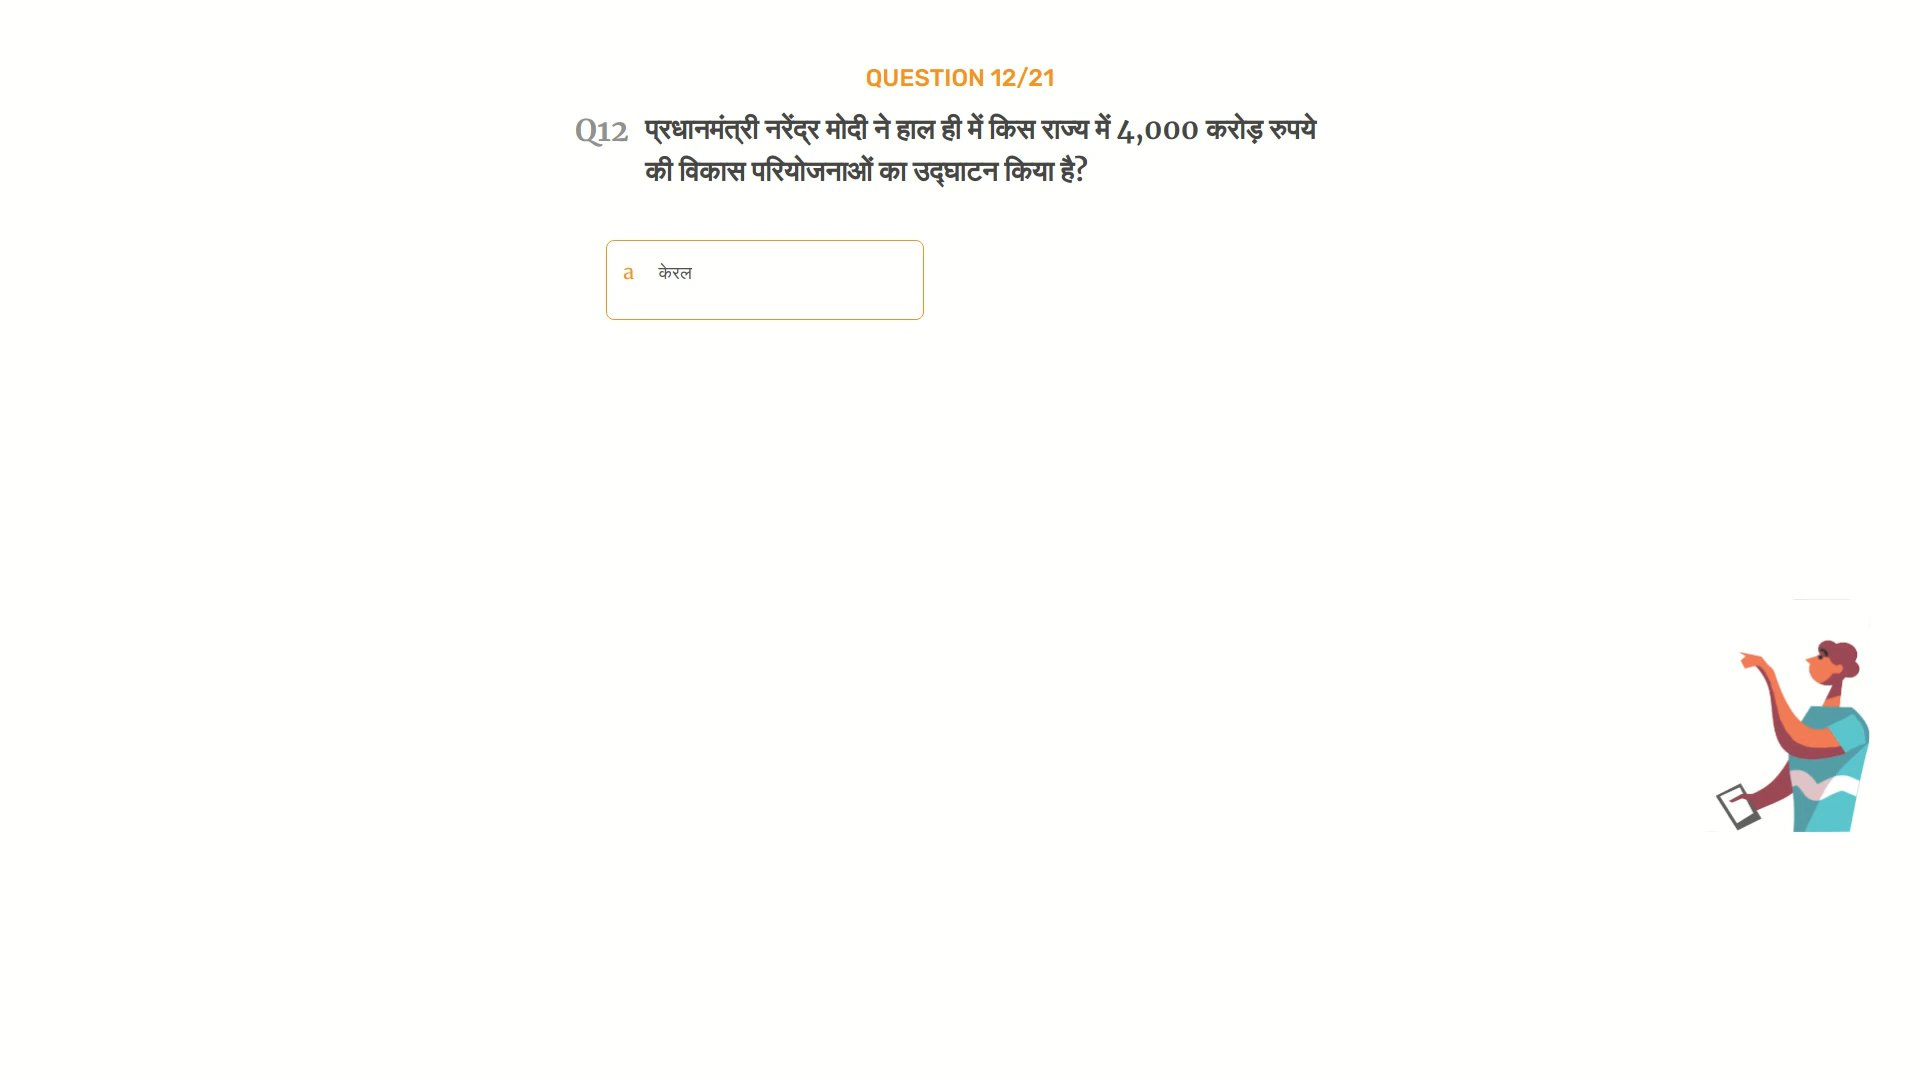 QUESTION 12/21
Q12 प्रधानमंत्री नरेंद्र मोदी ने हाल ही में किस राज्य में 4,000 करोड़ रुपये
की विकास परियोजनाओं का उद्घाटन किया है?
a केरल